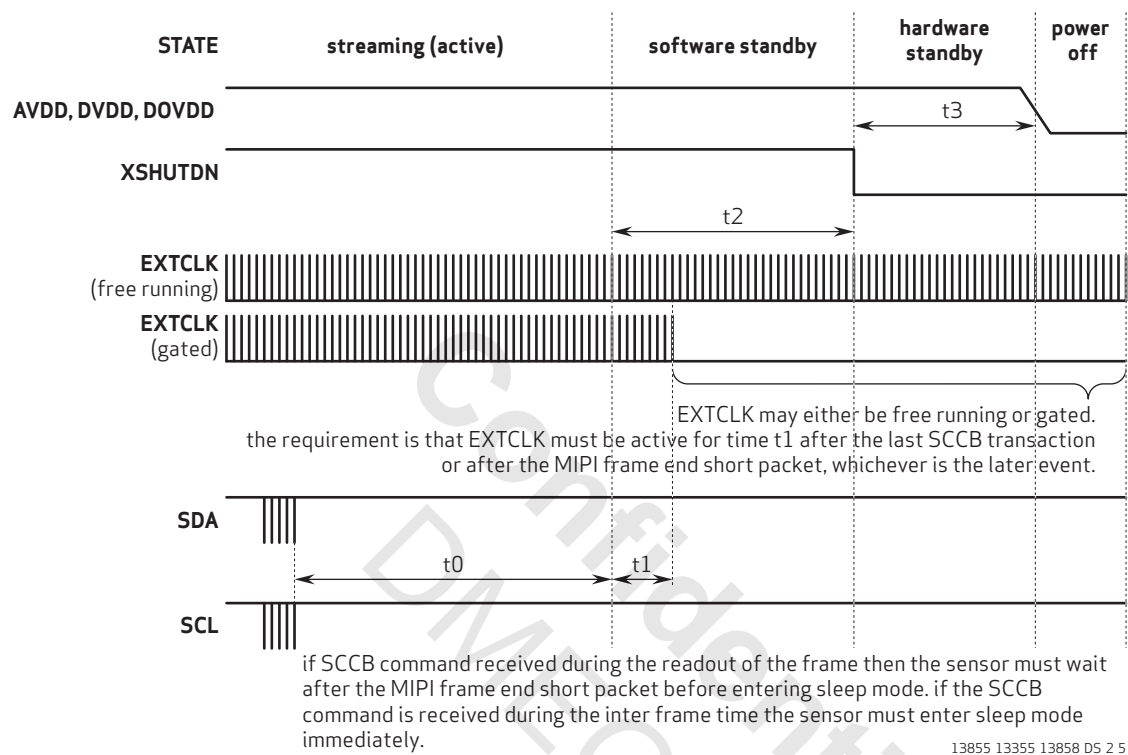 STATE streaming (active) software standby hardware standby power off
AVDD, DVDD, DOVDD
t3
XSHUTDN
t2
EXTCLK
(free running)
EXTCLK
(gated)
EXTCLK may either be free running or gated.
the requirement is that EXTCLK must be active for time t1 after the last SCCB transaction
or after the MIPI frame end short packet, whichever is the later event.
SDA
t0 t1
SCL
if SCCB command received during the readout of the frame then the sensor must wait
after the MIPI frame end short packet before entering sleep mode. if the SCCB
command is received during the inter frame time the sensor must enter sleep mode
immediately.
13855 13355 13858 DS 2 5
Confident